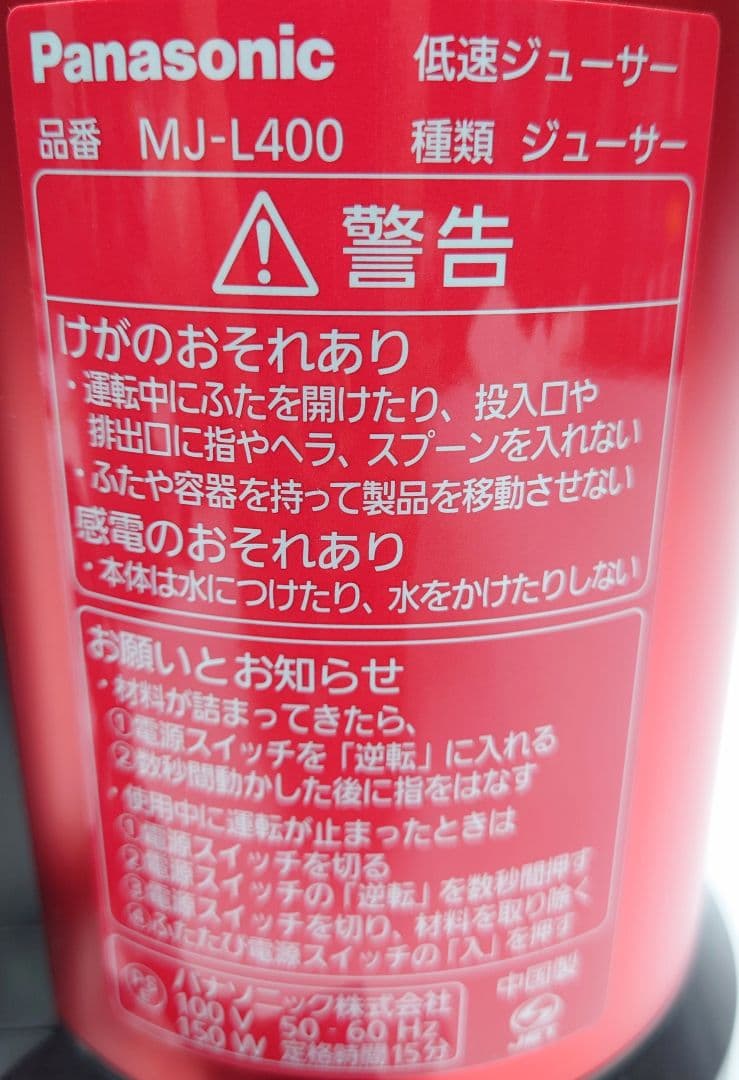 Panasonic 低速ジューサー
品番 MJ-L400 種類 ジューサー
警告
けがのおそれあり
・運転中にふたを開けたり、投入口や
排出口に指やヘラ、スプーンを入れない
・ふたや容器を持って製品を移動させない
感電のおそれあり
・本体は水につけたり、水をかけたりしない
お願いとお知らせ
・材料が詰まってきたら、
①電源スイッチを「逆転」に入れる
②数秒間動かした後に指をはなす
・使用中に運転が止まったときは
①電源スイッチを切る
②電源スイッチの「逆転」を数秒間押す
③電源スイッチを切り、材料を取り除く
④ふたたび電源スイッチの「入」を押す
PSE パナソニック株式会社 中国製
100 V 50‐60 Hz JET
150 W 定格時間15分